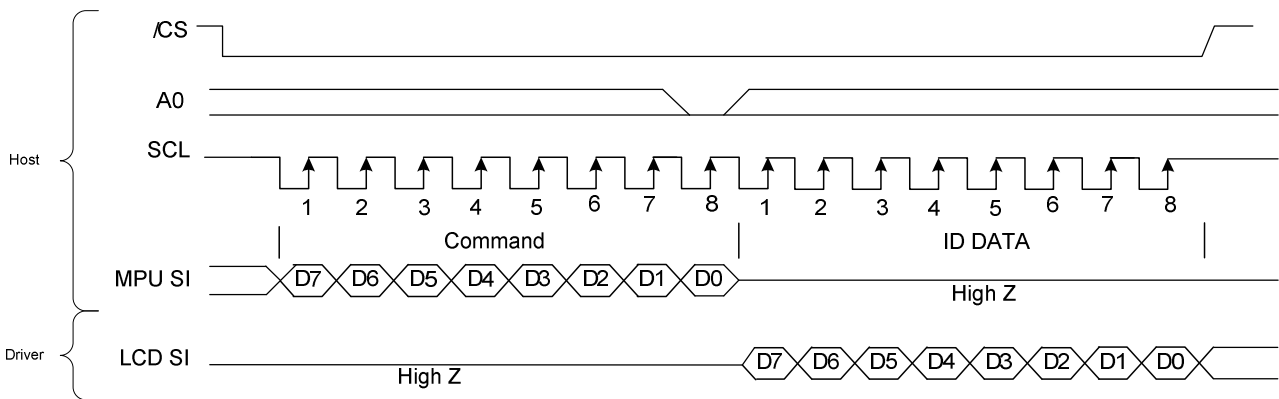 /CS
A0
SCL
Host
1 2 3 4 5 6 7 8 1 2 3 4 5 6 7 8
Command ID DATA
MPU SI D7 D6 D5 D4 D3 D2 D1 D0
High Z
Driver
LCD SI D7 D6 D5 D4 D3 D2 D1 D0
High Z